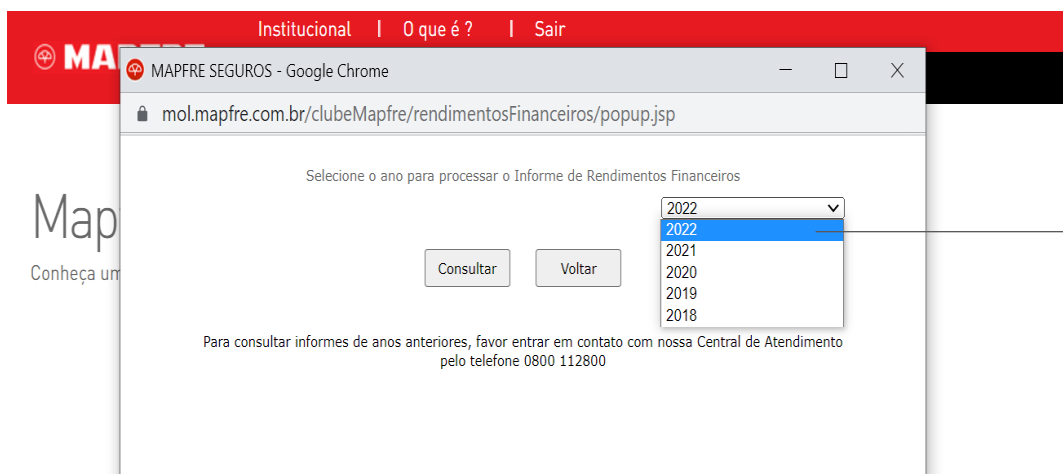 Institucional | O que é ? | Sair
MA
MAPFRE SEGUROS - Google Chrome
mol.mapfre.com.br/clubeMapfre/rendimentosFinanceiros/popup.jsp
Selecione o ano para processar o Informe de Rendimentos Financeiros
2022
2022
2021
2020
2019
2018
Map
Conheça um
Consultar Voltar
Para consultar informes de anos anteriores, favor entrar em contato com nossa Central de Atendimento
pelo telefone 0800 112800